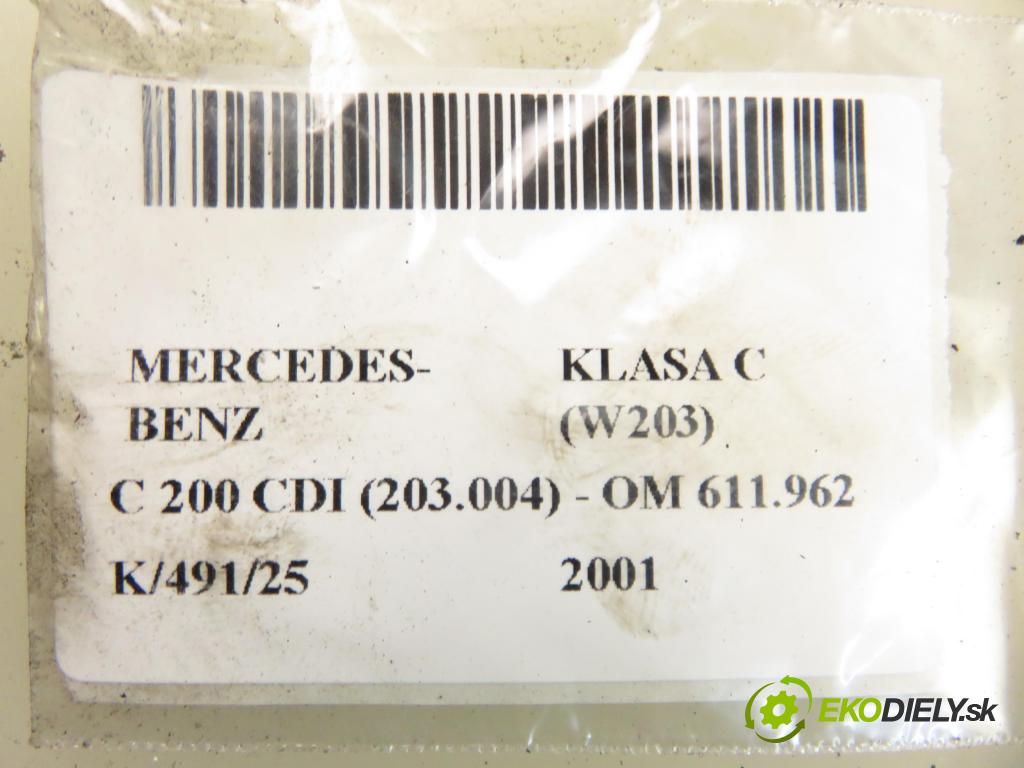 MERCEDES-
BENZ
KLASA C
(W203)
C 200 CDI (203.004) - OM 611.962
K/491/25
2001
EKODIELY.sk